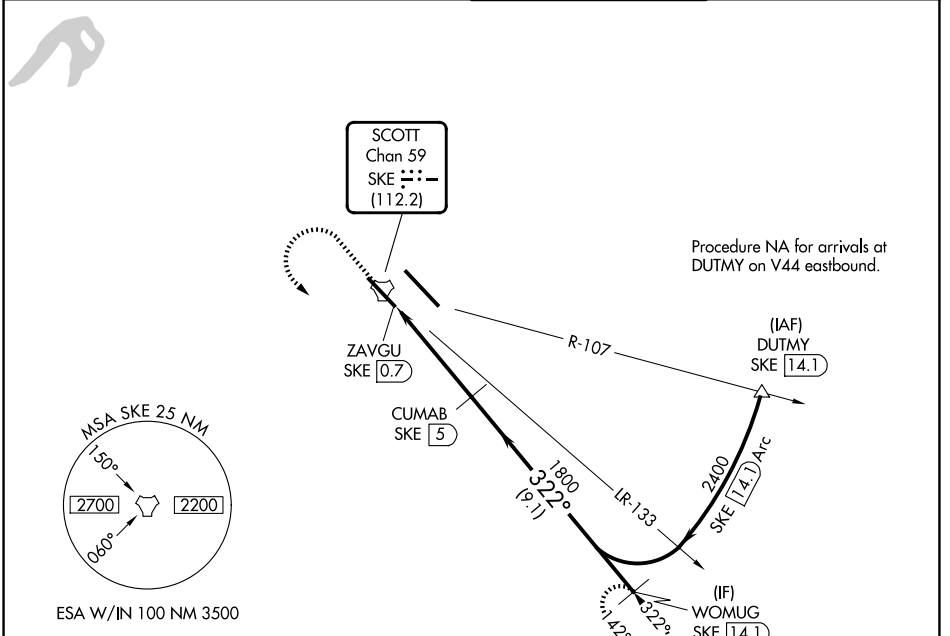 SCOTT
Chan 59
SKE
(112.2)
Procedure NA for arrivals at
DUTMY on V44 eastbound.
(IAF)
DUTMY
SKE 14.1
R-107
ZAVGU
SKE 0.7
CUMAB
SKE 5
1800
322°
(9.1)
LR-133
2400
SKE 14.1 Arc
MSA SKE 25 NM
150°
2700
2200
060°
ESA W/IN 100 NM 3500
(IF)
WOMUG
SKE 14.1
322°
142°